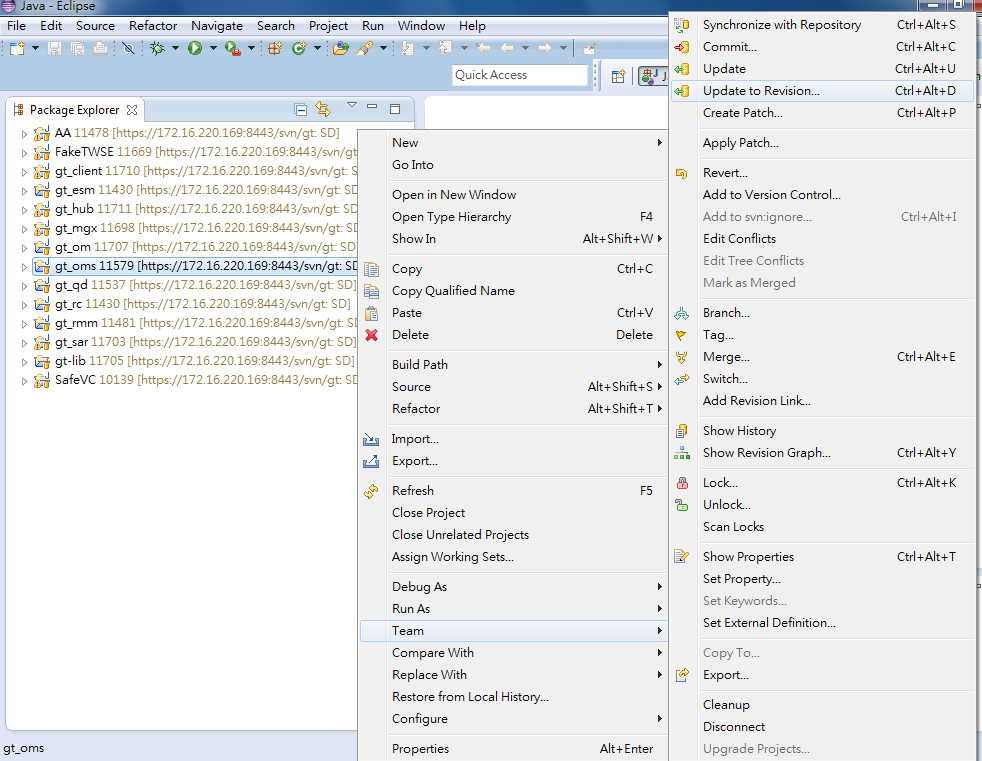 Java - Eclipse
File Edit Source Refactor Navigate Search Project Run Window Help
Quick Access
Package Explorer
AA 11478 [https://172.16.220.169:8443/svn/gt: SD]
FakeTWSE 11669 [https://172.16.220.169:8443/svn/gt
gt_client 11710 [https://172.16.220.169:8443/svn/gt: S
gt_esm 11430 [https://172.16.220.169:8443/svn/gt: SD
gt_hub 11711 [https://172.16.220.169:8443/svn/gt: SD
gt_mgx 11698 [https://172.16.220.169:8443/svn/gt: SD
gt_om 11707 [https://172.16.220.169:8443/svn/gt: SD]
gt_oms 11579 [https://172.16.220.169:8443/svn/gt: SD
gt_qd 11537 [https://172.16.220.169:8443/svn/gt: SD]
gt_rc 11430 [https://172.16.220.169:8443/svn/gt: SD]
gt_rmm 11481 [https://172.16.220.169:8443/svn/gt: SD
gt_sar 11703 [https://172.16.220.169:8443/svn/gt: SD]
gt-lib 11705 [https://172.16.220.169:8443/svn/gt: SD]
SafeVC 10139 [https://172.16.220.169:8443/svn/gt: SD
gt_oms
New
Go Into
Open in New Window
Open Type Hierarchy F4
Show In Alt+Shift+W
Copy Ctrl+C
Copy Qualified Name
Paste Ctrl+V
Delete Delete
Build Path
Source Alt+Shift+S
Refactor Alt+Shift+T
Import...
Export...
Refresh F5
Close Project
Close Unrelated Projects
Assign Working Sets...
Debug As
Run As
Team
Compare With
Replace With
Restore from Local History...
Configure
Properties Alt+Enter
Synchronize with Repository Ctrl+Alt+S
Commit... Ctrl+Alt+C
Update Ctrl+Alt+U
Update to Revision... Ctrl+Alt+D
Create Patch... Ctrl+Alt+P
Apply Patch...
Revert...
Add to Version Control...
Add to svn:ignore... Ctrl+Alt+I
Edit Conflicts
Edit Tree Conflicts
Mark as Merged
Branch...
Tag...
Merge... Ctrl+Alt+E
Switch...
Add Revision Link...
Show History
Show Revision Graph... Ctrl+Alt+Y
Lock... Ctrl+Alt+K
Unlock...
Scan Locks
Show Properties Ctrl+Alt+T
Set Property...
Set Keywords...
Set External Definition...
Copy To...
Export...
Cleanup
Disconnect
Upgrade Projects...